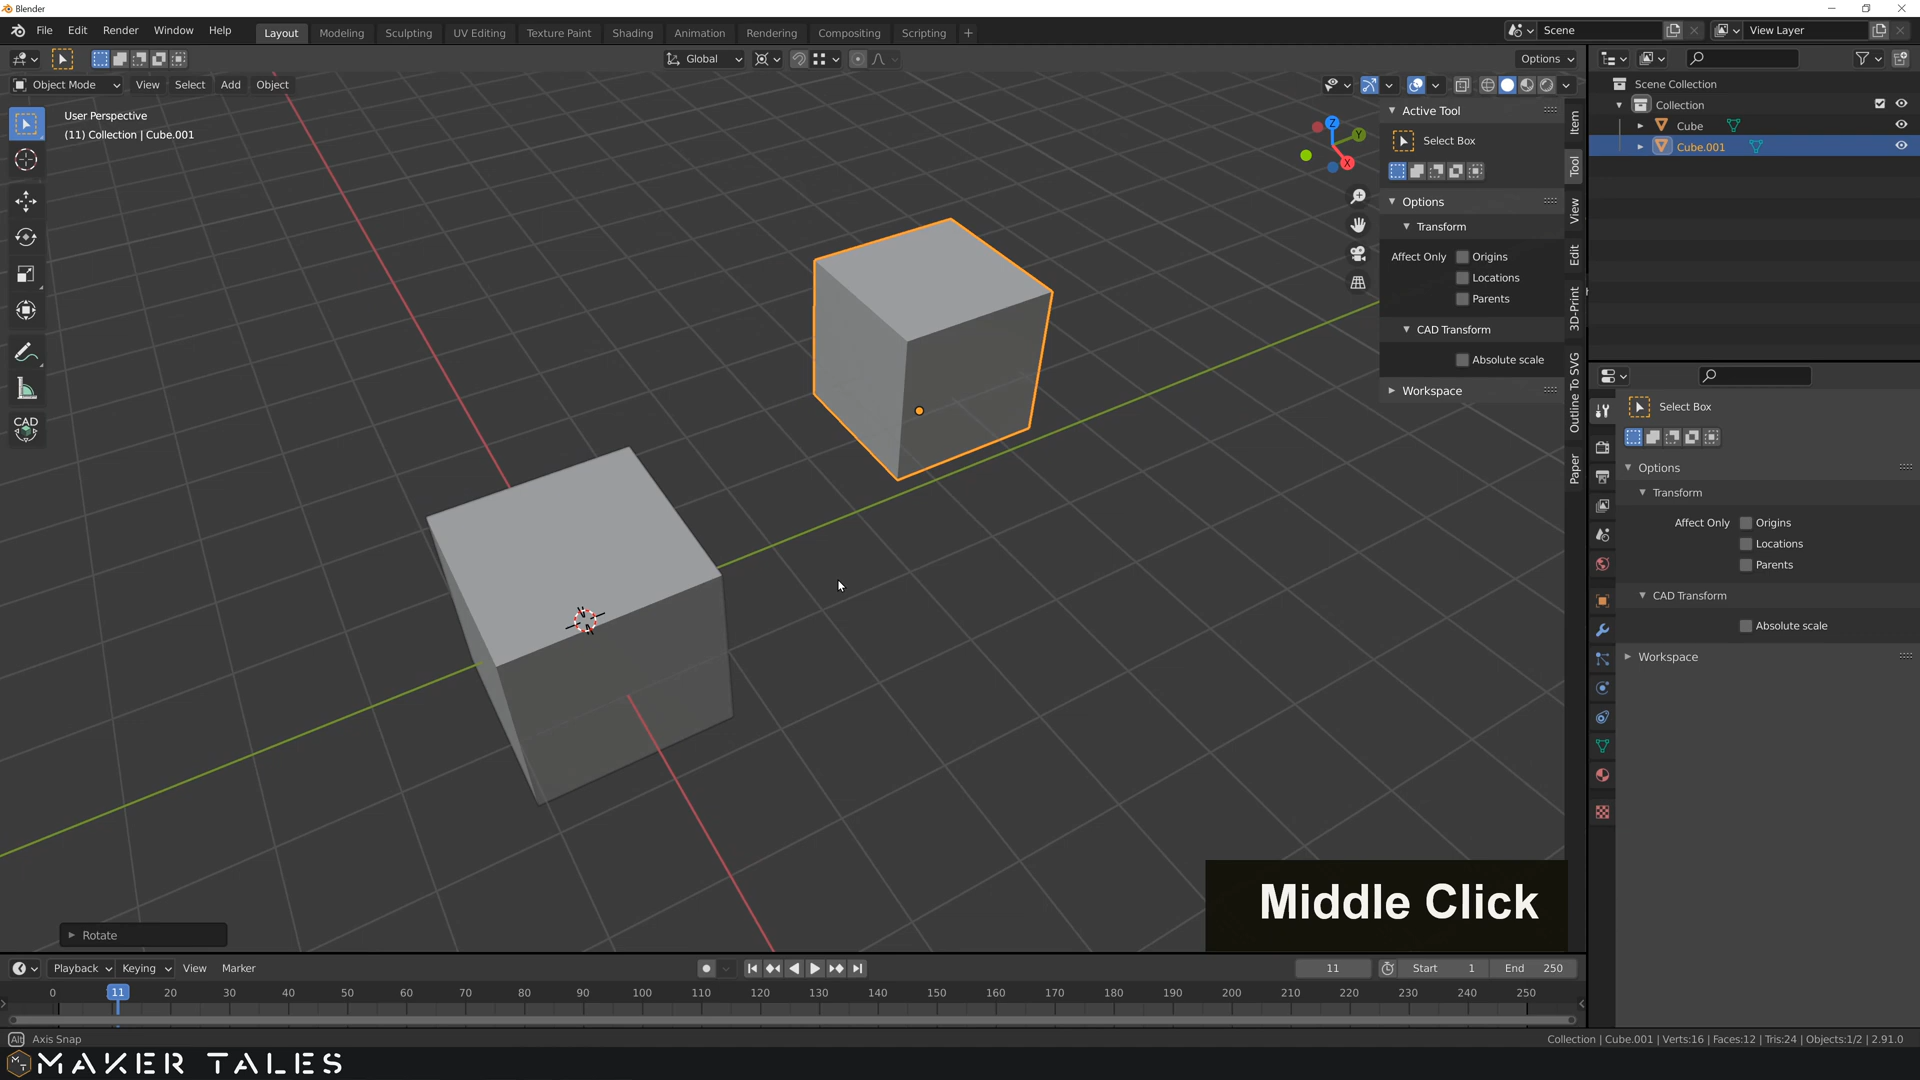 Blender
File Edit Render Window Help
Layout Modeling Sculpting UV Editing Texture Paint Shading Animation Rendering Compositing Scripting +
Scene
View Layer
Global
Options
Object Mode View Select Add Object
User Perspective
(11) Collection | Cube.001
CAD
Z
Y
X
Active Tool
Select Box
Options
Transform
Affect Only Origins
Locations
Parents
CAD Transform
Absolute scale
Workspace
Item
Tool
View
Edit
3D-Print
Outline To SVG
Paper
Scene Collection
Collection
Cube
Cube.001
Select Box
Options
Transform
Affect Only Origins
Locations
Parents
CAD Transform
Absolute scale
Workspace
Middle Click
Rotate
Playback Keying View Marker
11 Start 1 End 250
0 11 20 30 40 50 60 70 80 90 100 110 120 130 140 150 160 170 180 190 200 210 220 230 240 250
Alt Axis Snap
Collection | Cube.001 | Verts:16 | Faces:12 | Tris:24 | Objects:1/2 | 2.91.0
MAKER TALES